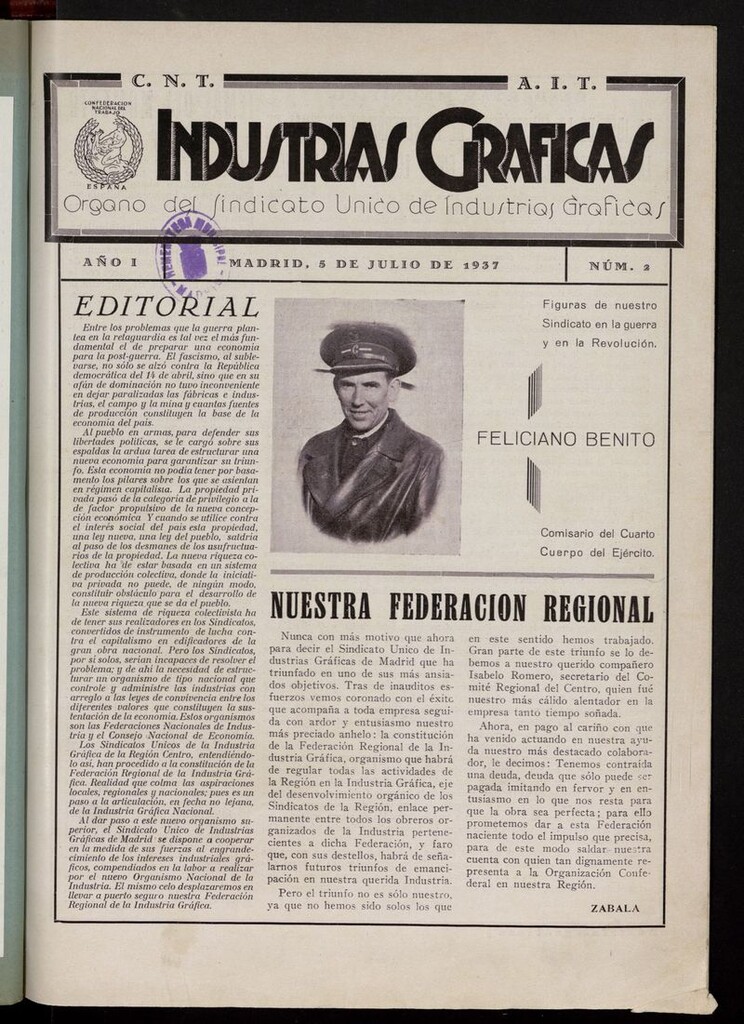 C. N. T.
A. I. T.
CONFEDERACION
NACIONAL DEL
TRABAJO
ESPAÑA
INDUSTRIAS GRAFICAS
Organo del Sindicato Unico de Industrias Graficas
HEMEROTECA MUNICIPAL
MADRID
AÑO I
MADRID, 5 DE JULIO DE 1937
NÚM. 2
EDITORIAL
Entre los problemas que la guerra plan-
tea en la retaguardia es tal vez el más fun-
damental el de preparar una economía
para la post-guerra. El fascismo, al suble-
varse, no sólo se alzó contra la República
democrática del 14 de abril, sino que en su
afán de dominación no tuvo inconveniente
en dejar paralizadas las fábricas e indus-
trias, el campo y la mina y cuantas fuentes
de producción constituyen la base de la
economía del país.
Al pueblo en armas, para defender sus
libertades políticas, se le cargó sobre sus
espaldas la ardua tarea de estructurar una
nueva economía para garantizar su triun-
fo. Esta economía no podía tener por basa-
mento los pilares sobre los que se asientan
en régimen capitalista. La propiedad pri-
vada pasó de la categoría de privilegio a la
de factor propulsivo de la nueva concep-
ción económica Y cuando se utilice contra
el interés social del país esta propiedad,
una ley nueva, una ley del pueblo, saldría
al paso de los desmanes de los usufructua-
rios de la propiedad. La nueva riqueza co-
lectiva ha de estar basada en un sistema
de producción colectiva, donde la iniciati-
va privada no puede, de ningún modo,
constituir obstáculo para el desarrollo de
la nueva riqueza que se da el pueblo.
Este sistema de riqueza colectivista ha
de tener sus realizadores en los Sindicatos,
convertidos de instrumento de lucha con-
tra el capitalismo en edificadores de la
gran obra nacional. Pero los Sindicatos,
por sí solos, serían incapaces de resolver el
problema; y de ahí la necesidad de estruc-
turar un organismo de tipo nacional que
controle y administre las industrias con
arreglo a las leyes de convivencia entre los
diferentes valores que constituyen la sus-
tentación de la economía. Estos organismos
son las Federaciones Nacionales de Indus-
tria y el Consejo Nacional de Economía.
Los Sindicatos Unicos de la Industria
Gráfica de la Región Centro, entendiéndo-
lo así, han procedido a la constitución de la
Federación Regional de la Industria Grá-
fica. Realidad que colma las aspiraciones
locales, regionales y nacionales; pues es un
paso a la articulación, en fecha no lejana,
de la Industria Gráfica Nacional.
Al dar paso a este nuevo organismo su-
perior, el Sindicato Unico de Industrias
Gráficas de Madrid se dispone a cooperar
en la medida de sus fuerzas al engrande-
cimiento de los intereses industriales grá-
ficos, compendiados en la labor a realizar
por el nuevo Organismo Nacional de la
Industria. El mismo celo desplazaremos en
llevar a puerto seguro nuestra Federación
Regional de la Industria Gráfica.
Figuras de nuestro
Sindicato en la guerra
y en la Revolución.
FELICIANO BENITO
Comisario del Cuarto
Cuerpo del Ejército.
NUESTRA FEDERACION REGIONAL
Nunca con más motivo que ahora
para decir el Sindicato Unico de In-
dustrias Gráficas de Madrid que ha
triunfado en uno de sus más ansia-
dos objetivos. Tras de inauditos es-
fuerzos vemos coronado con el éxito
que acompaña a toda empresa segui-
da con ardor y entusiasmo nuestro
más preciado anhelo: la constitución
de la Federación Regional de la In-
dustria Gráfica, organismo que habrá
de regular todas las actividades de
la Región en la Industria Gráfica, eje
del desenvolvimiento orgánico de los
Sindicatos de la Región, enlace per-
manente entre todos los obreros or-
ganizados de la Industria pertene-
cientes a dicha Federación, y faro
que, con sus destellos, habrá de seña-
larnos futuros triunfos de emanci-
pación en nuestra querida Industria.
Pero el triunfo no es sólo nuestro,
ya que no hemos sido solos los que
en este sentido hemos trabajado.
Gran parte de este triunfo se lo de-
bemos a nuestro querido compañero
Isabelo Romero, secretario del Co-
mité Regional del Centro, quien fué
nuestro más cálido alentador en la
empresa tanto tiempo soñada.
Ahora, en pago al cariño con que
ha venido actuando en nuestra ayu-
da nuestro más destacado colabora-
dor, le decimos: Tenemos contraída
una deuda, deuda que sólo puede ser
pagada imitando en fervor y en en-
tusiasmo en lo que nos resta para
que la obra sea perfecta; para ello
prometemos dar a esta Federación
naciente todo el impulso que precisa,
para de este modo saldar nuestra
cuenta con quien tan dignamente re-
presenta a la Organización Confe-
deral en nuestra Región.
ZABALA